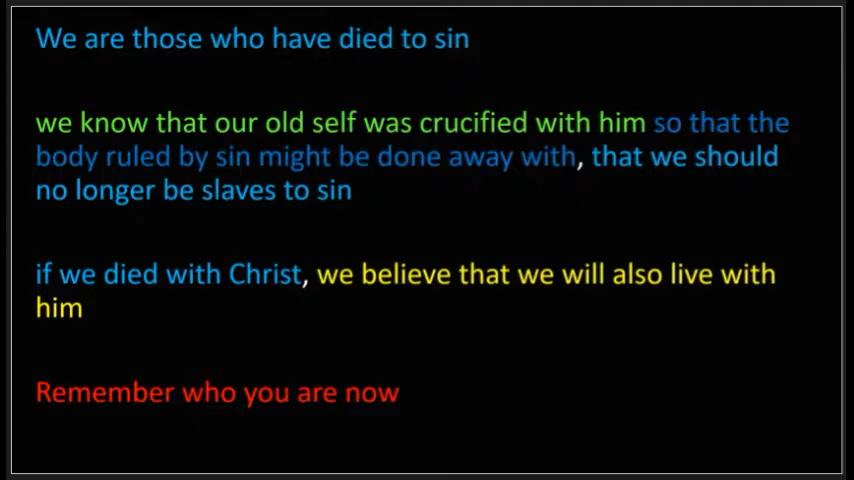 We are those who have died to sin
we know that our old self was crucified with him so that the
body ruled by sin might be done away with, that we should
no longer be slaves to sin
if we died with Christ, we believe that we will also live with
him
Remember who you are now